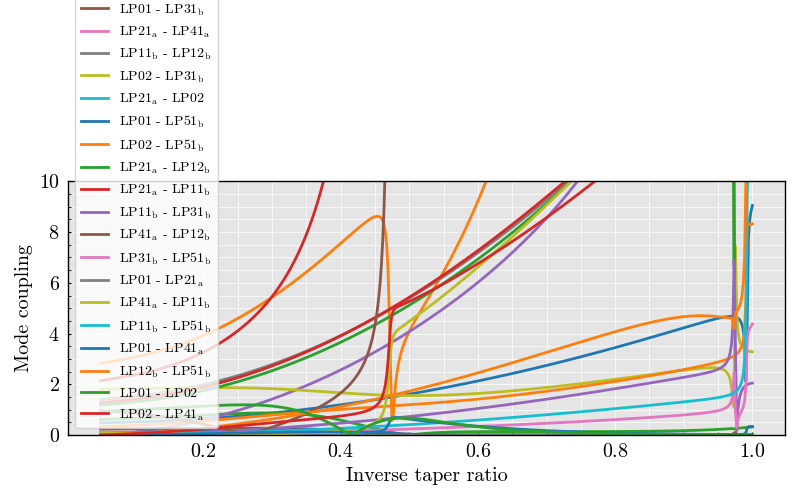 LP01 - LP31b
LP21a - LP41a
LP11b - LP12b
LP02 - LP31b
LP21a - LP02
LP01 - LP51b
LP02 - LP51b
LP21a - LP12b
LP21a - LP11b
LP11b - LP31b
LP41a - LP12b
LP31b - LP51b
LP01 - LP21a
LP41a - LP11b
LP11b - LP51b
LP01 - LP41a
LP12b - LP51b
LP01 - LP02
LP02 - LP41a
10
8
6
4
2
0
Mode coupling
0.2 0.4 0.6 0.8 1.0
Inverse taper ratio